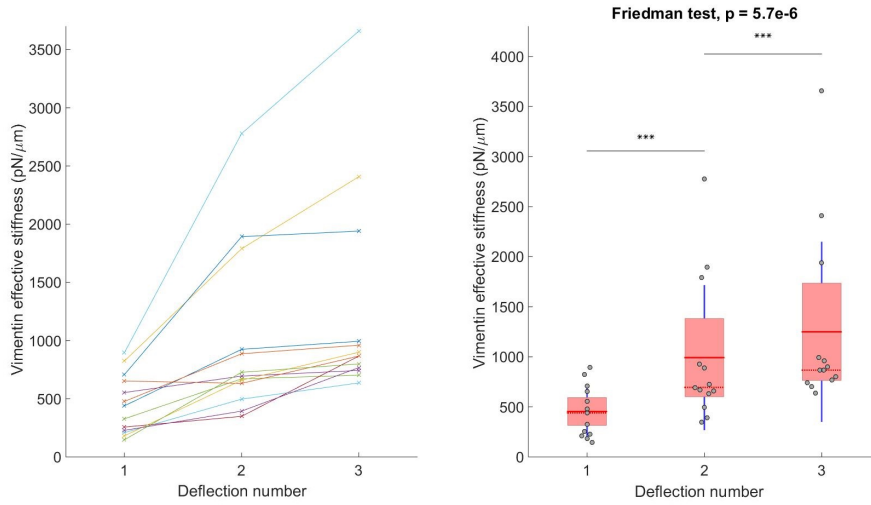 3500
3000
2500
2000
1500
1000
500
0
1 2 3
Deflection number
Vimentin effective stiffness (pN/μm)
Friedman test, p = 5.7e-6
***
***
4000
3500
3000
2500
2000
1500
1000
500
0
1 2 3
Deflection number
Vimentin effective stiffness (pN/μm)